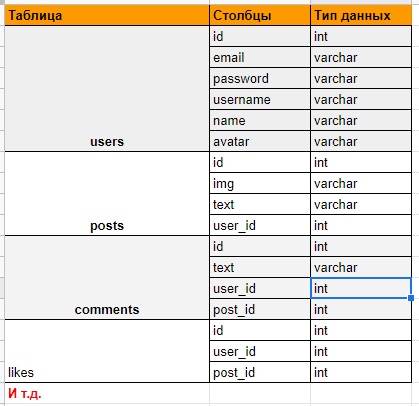 Таблица Столбцы Тип данных
id int
email varchar
password varchar
username varchar
name varchar
users avatar varchar
id int
img varchar
text varchar
posts user_id int
id int
text varchar
user_id int
comments post_id int
id int
user_id int
likes post_id int
И т.д.